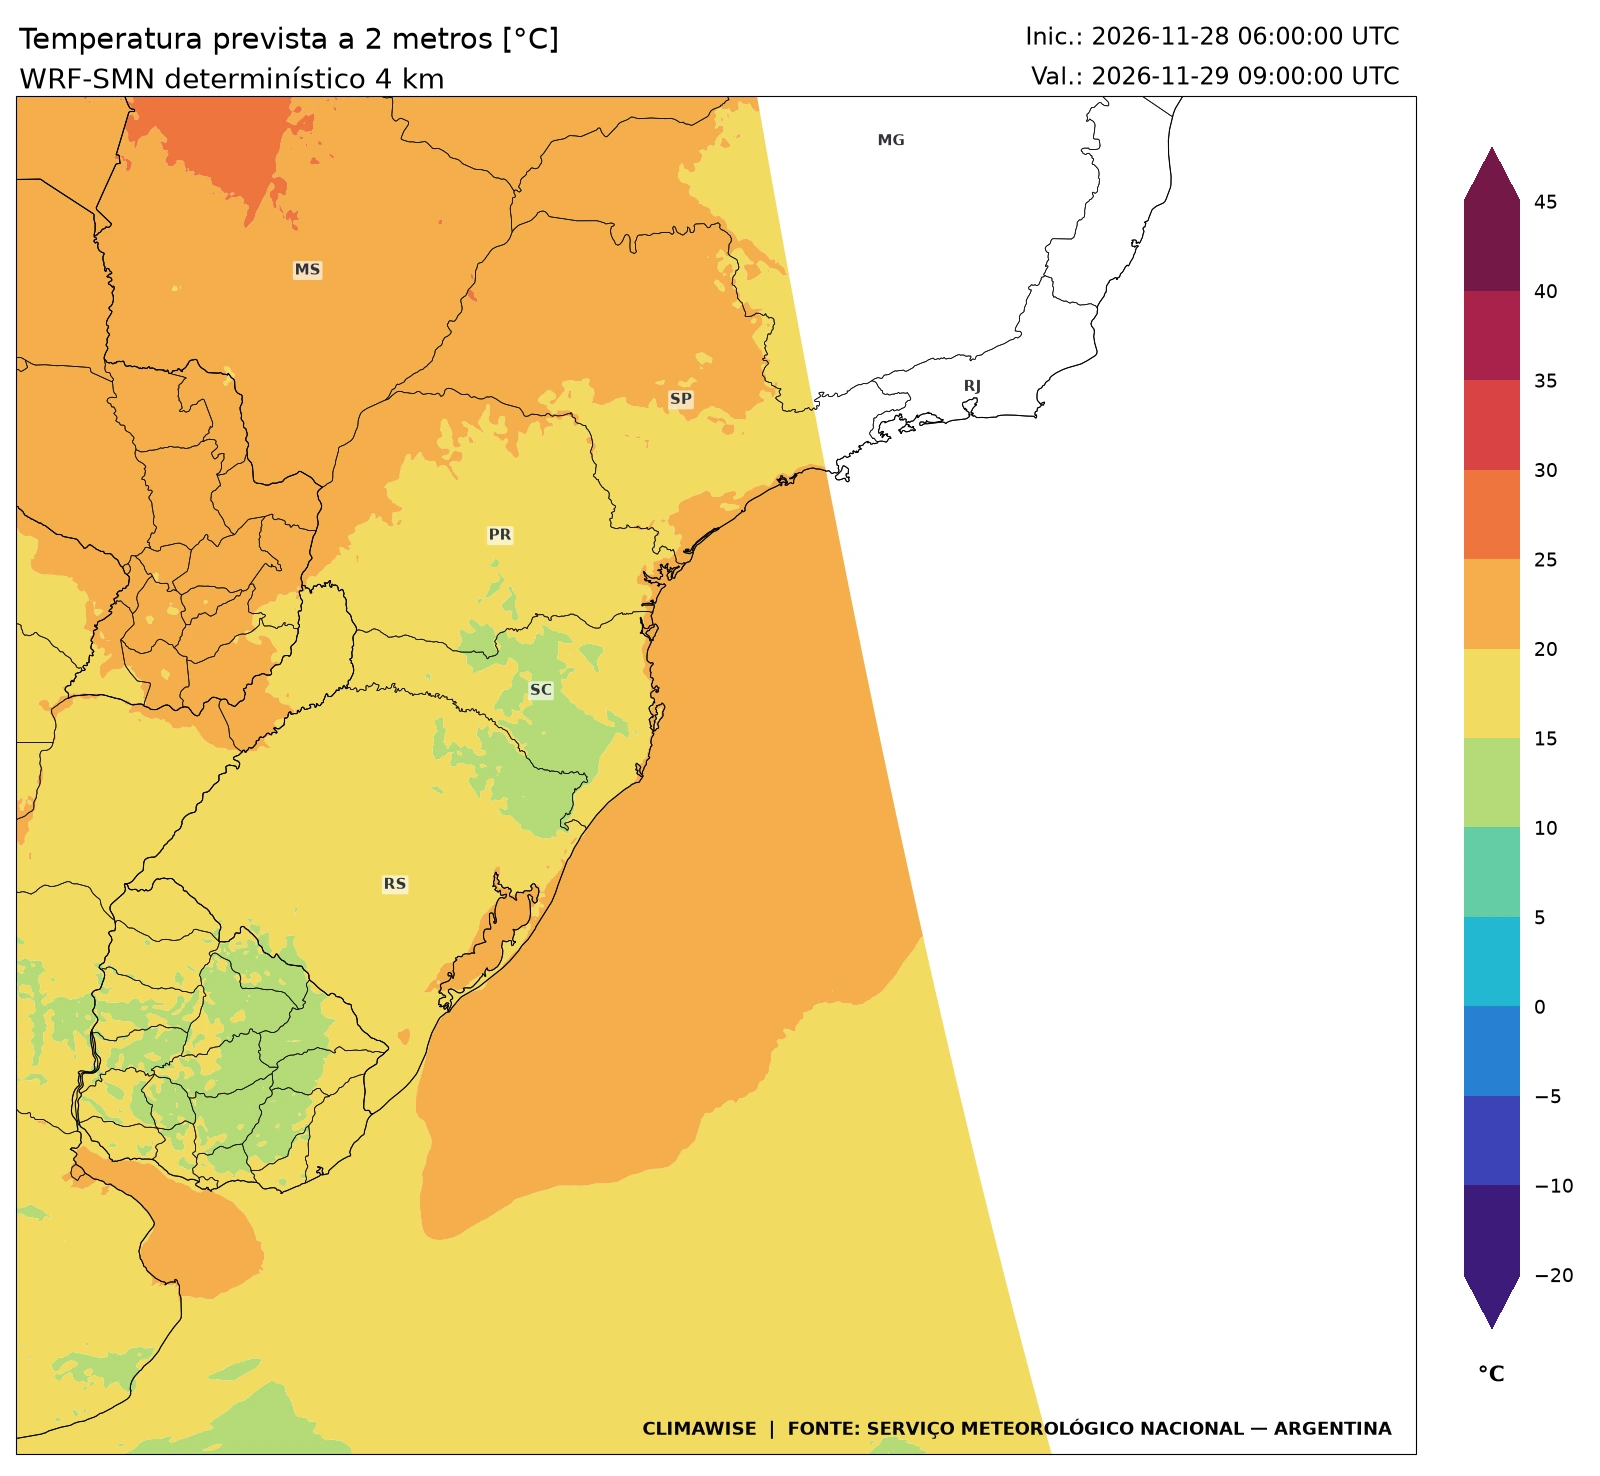 Temperatura prevista a 2 metros [°C]
WRF-SMN determinístico 4 km
Inic.: 2026-11-28 06:00:00 UTC
Val.: 2026-11-29 09:00:00 UTC
MG
MS
RJ
SP
PR
SC
RS
45
40
35
30
25
20
15
10
5
0
−5
−10
−20
°C
CLIMAWISE | FONTE: SERVIÇO METEOROLÓGICO NACIONAL — ARGENTINA